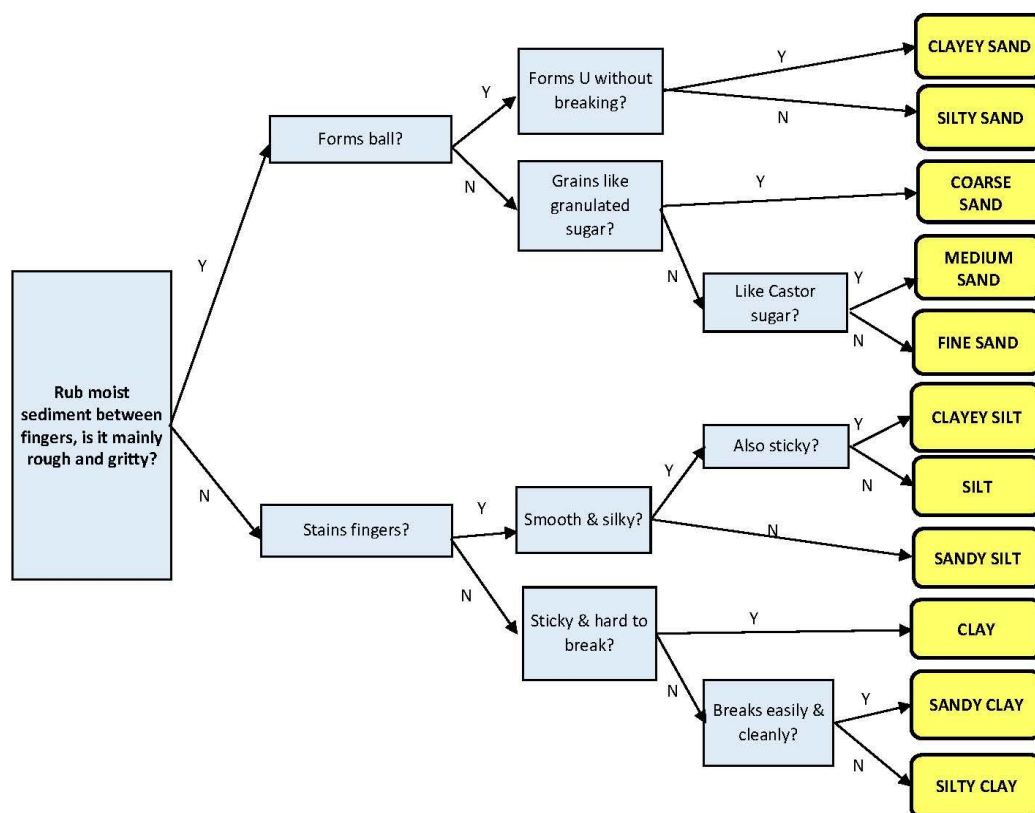 CLAYEY SAND
Y
Forms U without
breaking?
Y
N
SILTY SAND
Forms ball?
N
Grains like
granulated
sugar?
Y
COARSE
SAND
Y
N
MEDIUM
SAND
Like Castor
sugar?
Y
N
FINE SAND
Rub moist
sediment between
fingers, is it mainly
rough and gritty?
CLAYEY SILT
Also sticky?
Y
Y
N
SILT
N
Stains fingers?
Y
Smooth & silky?
N
SANDY SILT
N
Sticky & hard to
break?
Y
CLAY
N
Breaks easily &
cleanly?
Y
SANDY CLAY
N
SILTY CLAY